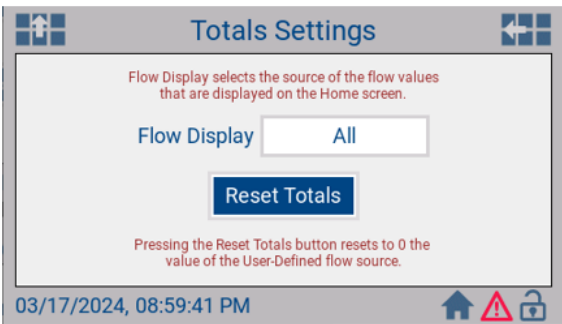 Totals Settings
Flow Display selects the source of the flow values
that are displayed on the Home screen.
Flow Display All
Reset Totals
Pressing the Reset Totals button resets to 0 the
value of the User-Defined flow source.
03/17/2024, 08:59:41 PM